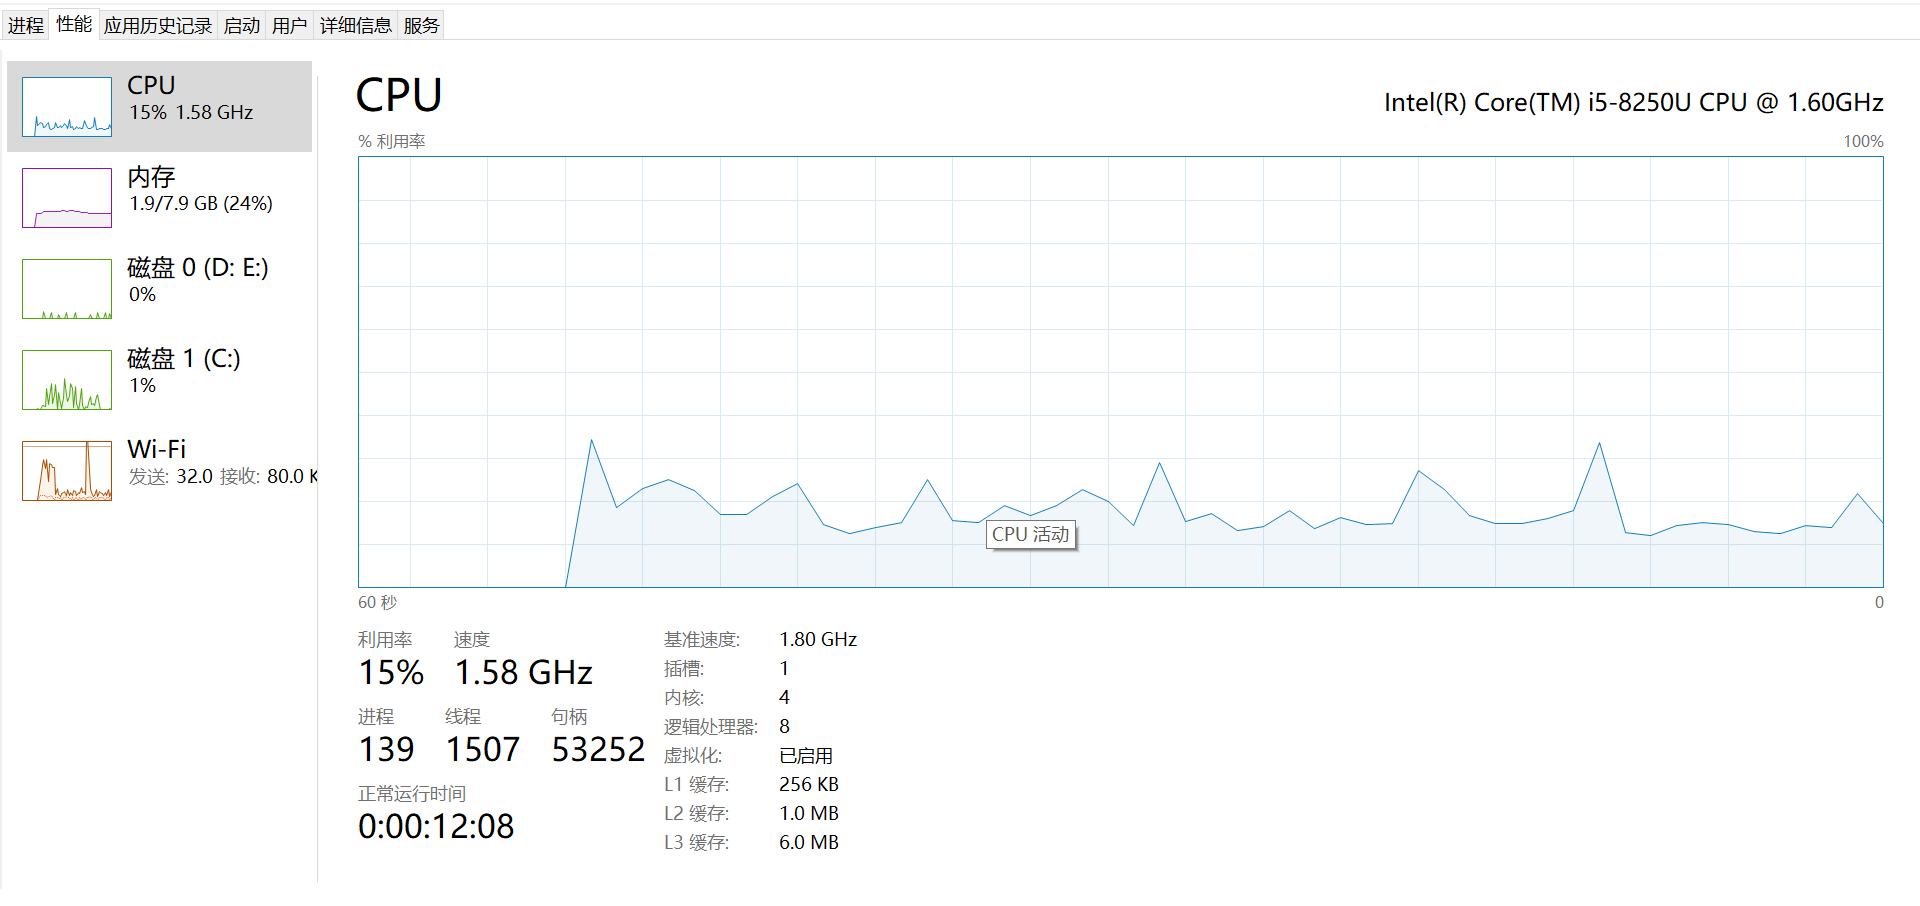 进程 性能 应用历史记录 启动 用户 详细信息 服务
CPU
15% 1.58 GHz
内存
1.9/7.9 GB (24%)
磁盘 0 (D: E:)
0%
磁盘 1 (C:)
1%
Wi-Fi
发送: 32.0 接收: 80.0 K
CPU
Intel(R) Core(TM) i5-8250U CPU @ 1.60GHz
% 利用率
100%
CPU 活动
60 秒
0
利用率 速度
15% 1.58 GHz
进程 线程 句柄
139 1507 53252
正常运行时间
0:00:12:08
基准速度: 1.80 GHz
插槽: 1
内核: 4
逻辑处理器: 8
虚拟化: 已启用
L1 缓存: 256 KB
L2 缓存: 1.0 MB
L3 缓存: 6.0 MB